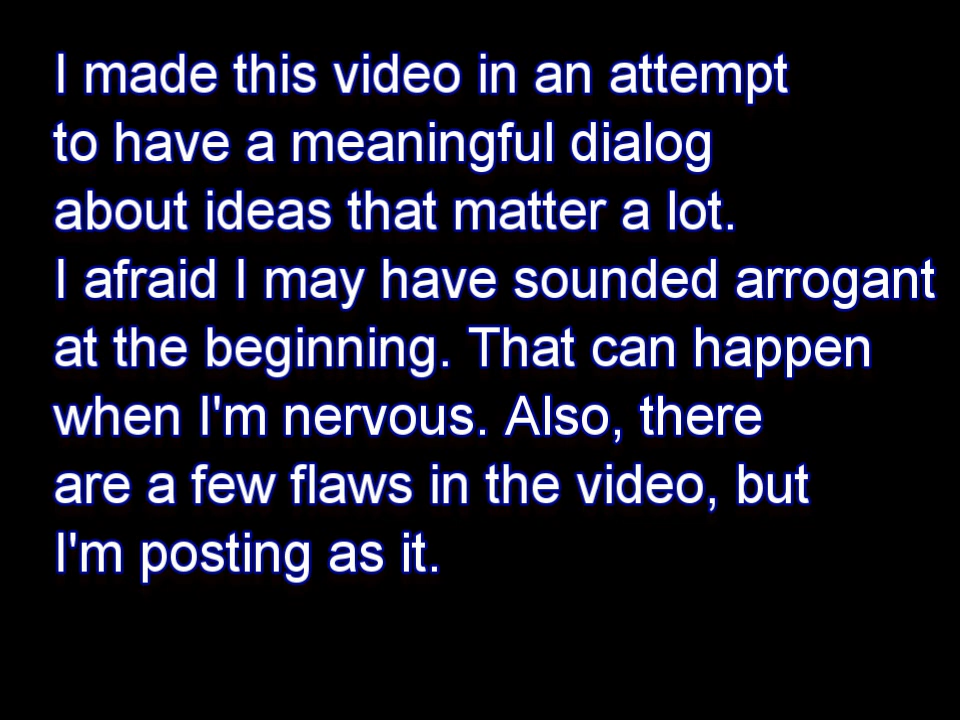 I made this video in an attempt
to have a meaningful dialog
about ideas that matter a lot.
I afraid I may have sounded arrogant
at the beginning. That can happen
when I'm nervous. Also, there
are a few flaws in the video, but
I'm posting as it.